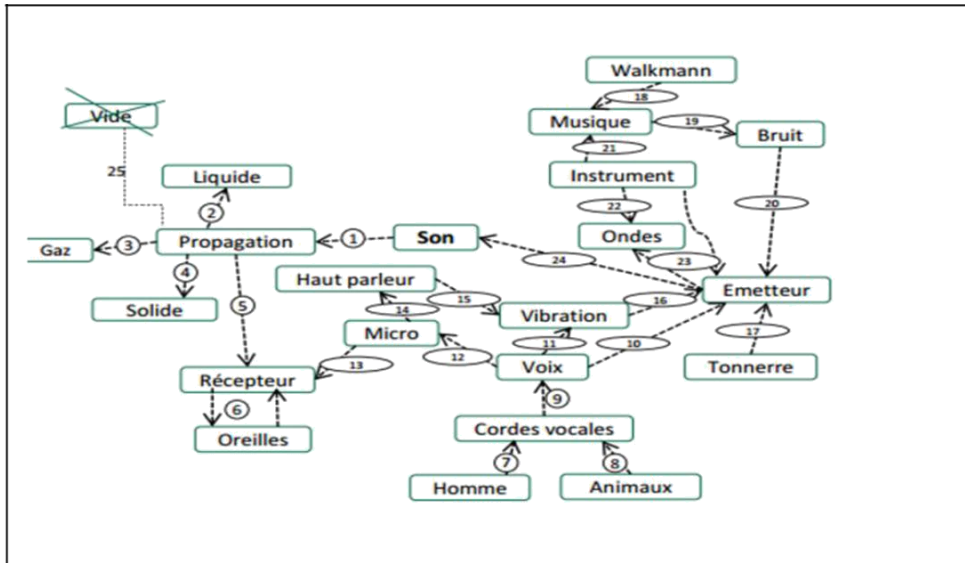 Walkmann
18
Vide
Musique
19
Bruit
21
25
Liquide
Instrument
2
22
20
Gaz
3
Propagation
1
Son
Ondes
24
23
4
Haut parleur
Emetteur
5
15
16
Solide
14
Vibration
Micro
17
11
10
12
13
Voix
Tonnerre
Récepteur
9
6
Oreilles
Cordes vocales
7
8
Homme
Animaux